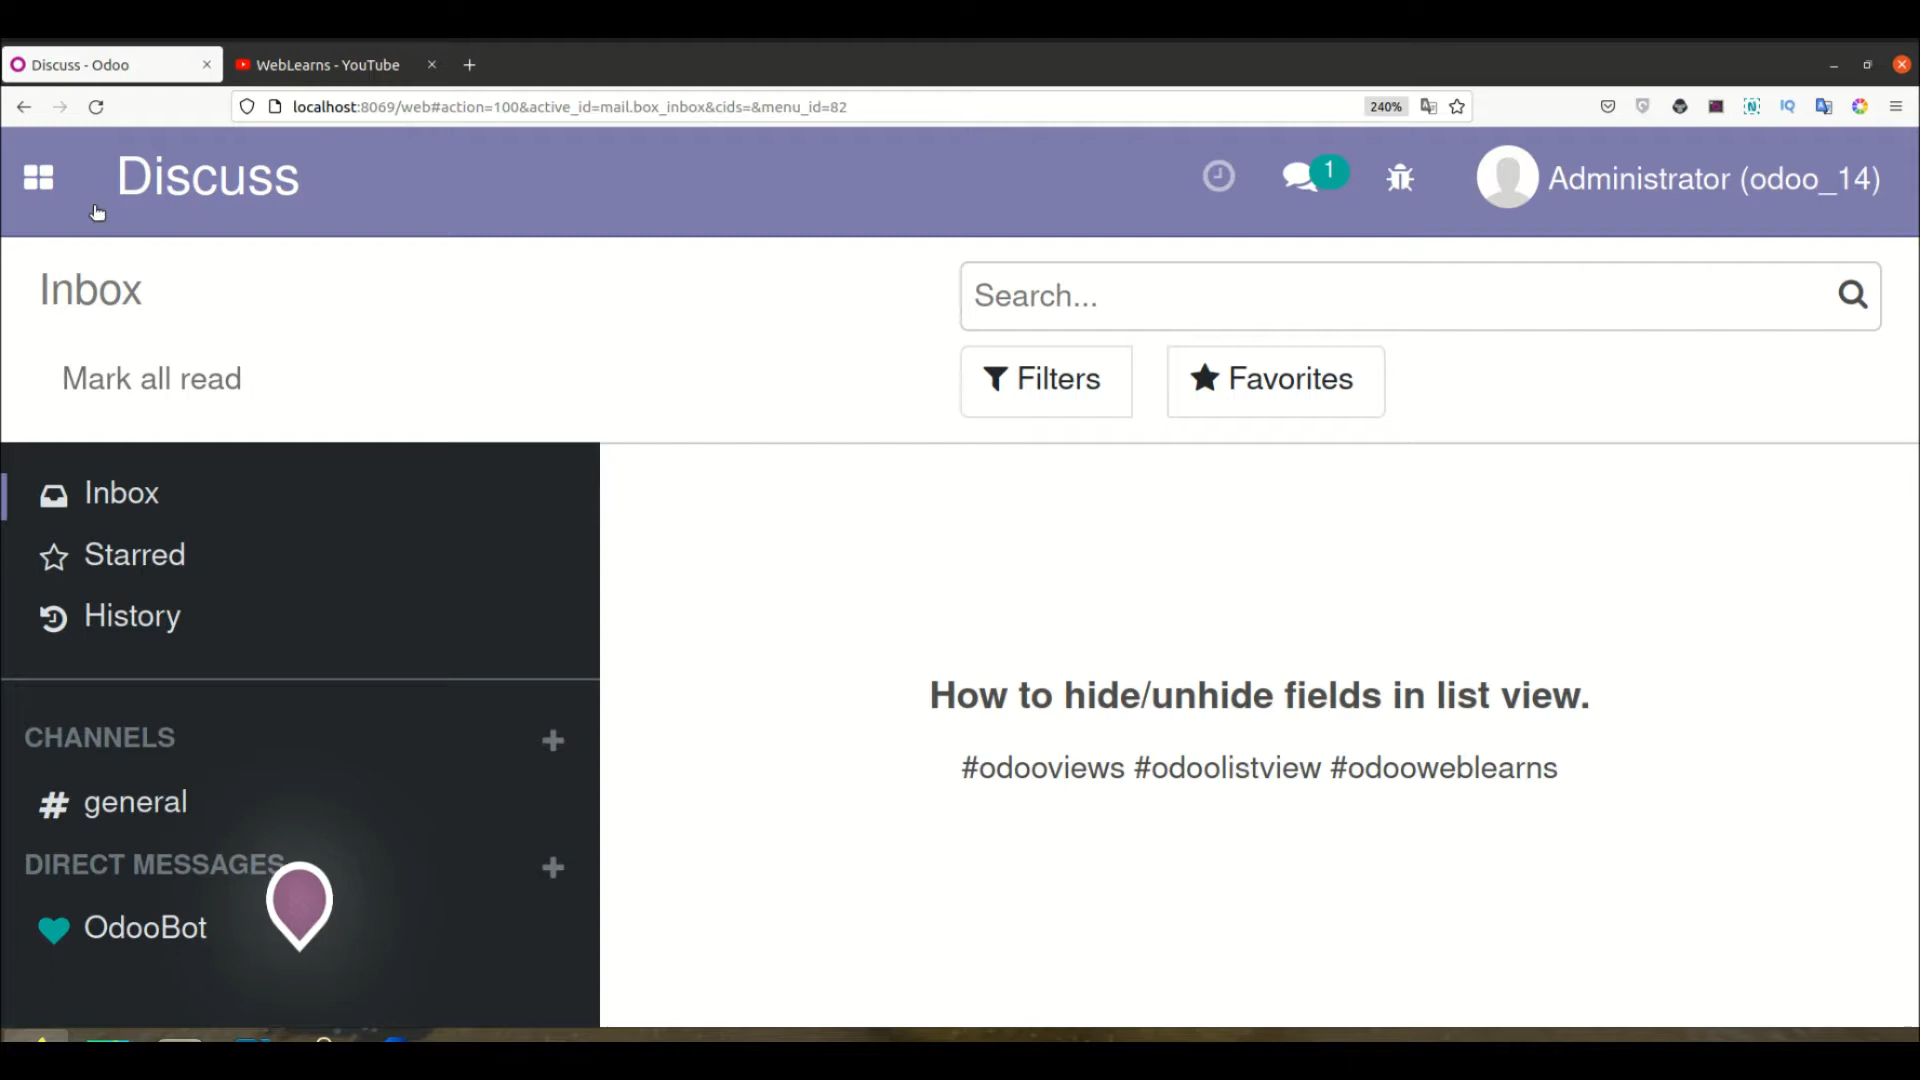 Discuss - Odoo
WebLearns - YouTube
localhost:8069/web#action=100&active_id=mail.box_inbox&cids=&menu_id=82
240%
IQ
Discuss
1
Administrator (odoo_14)
Inbox
Search...
Mark all read
Filters
Favorites
Inbox
Starred
History
CHANNELS
# general
DIRECT MESSAGES
OdooBot
How to hide/unhide fields in list view.
#odooviews #odoolistview #odooweblearns